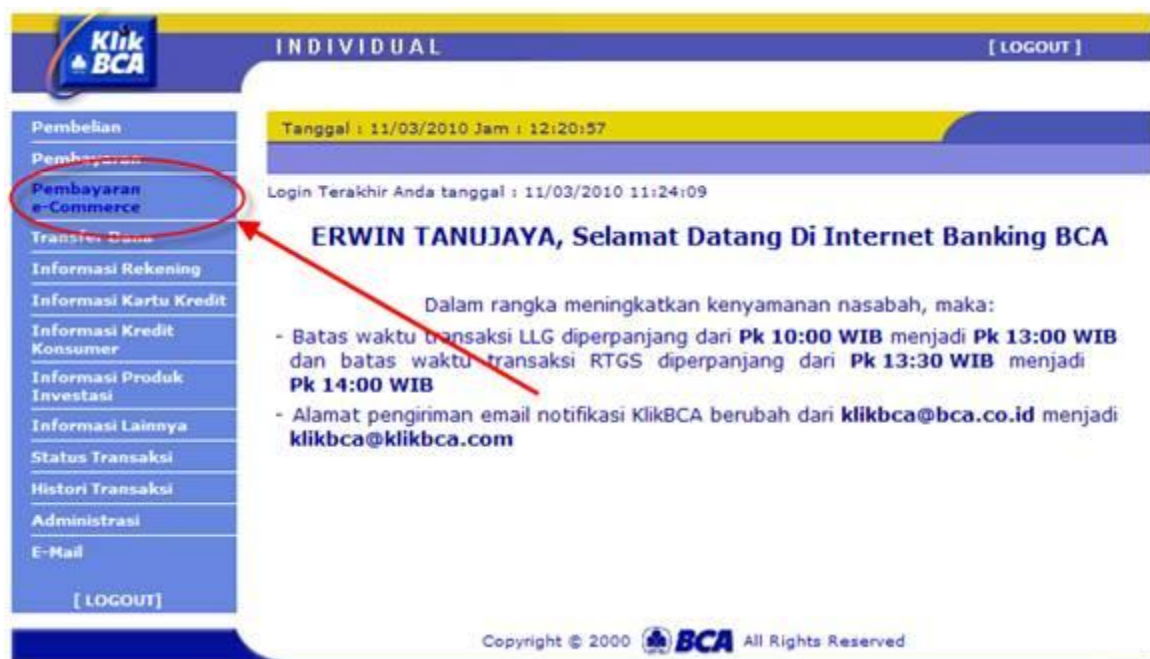 Klik
BCA
INDIVIDUAL
[ LOGOUT ]
Pembelian
Pembayaran
Pembayaran
e-Commerce
Transfer Dana
Informasi Rekening
Informasi Kartu Kredit
Informasi Kredit
Konsumer
Informasi Produk
Investasi
Informasi Lainnya
Status Transaksi
Histori Transaksi
Administrasi
E-Mail
[ LOGOUT]
Tanggal : 11/03/2010 Jam : 12:20:57
Login Terakhir Anda tanggal : 11/03/2010 11:24:09
ERWIN TANUJAYA, Selamat Datang Di Internet Banking BCA
Dalam rangka meningkatkan kenyamanan nasabah, maka:
- Batas waktu transaksi LLG diperpanjang dari Pk 10:00 WIB menjadi Pk 13:00 WIB
dan batas waktu transaksi RTGS diperpanjang dari Pk 13:30 WIB menjadi
Pk 14:00 WIB
- Alamat pengiriman email notifikasi KlikBCA berubah dari klikbca@bca.co.id menjadi
klikbca@klikbca.com
Copyright © 2000 BCA All Rights Reserved